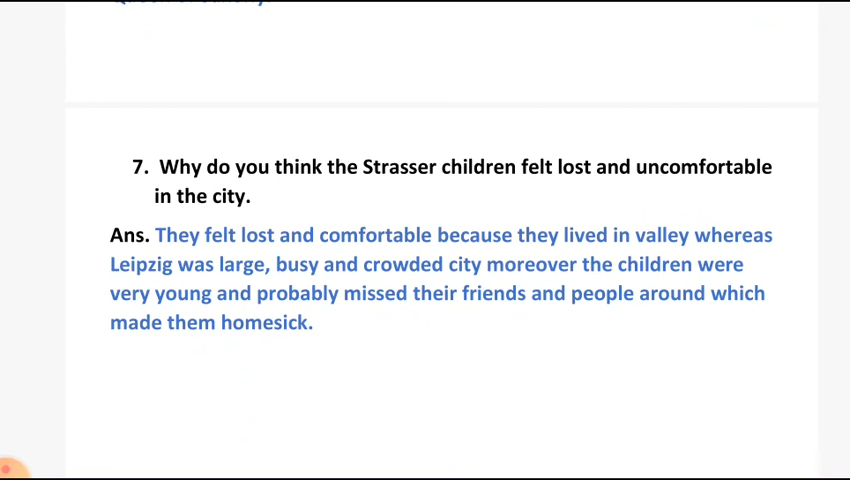 7. Why do you think the Strasser children felt lost and uncomfortable
in the city.
Ans. They felt lost and comfortable because they lived in valley whereas
Leipzig was large, busy and crowded city moreover the children were
very young and probably missed their friends and people around which
made them homesick.